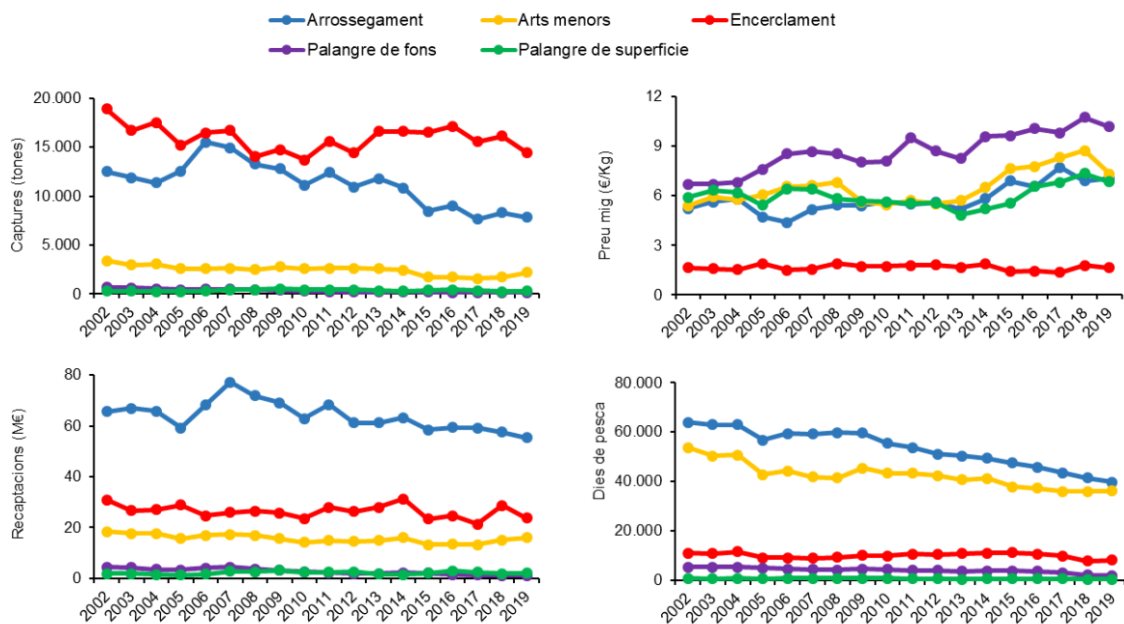 Arrossegament Arts menors Encerclament
Palangre de fons Palangre de superficie
Captures (tones)
20.000
15.000
10.000
5.000
0
2002 2003 2004 2005 2006 2007 2008 2009 2010 2011 2012 2013 2014 2015 2016 2017 2018 2019
Preu mig (€/Kg)
12
9
6
3
0
2002 2003 2004 2005 2006 2007 2008 2009 2010 2011 2012 2013 2014 2015 2016 2017 2018 2019
Recaptacions (M€)
80
60
40
20
0
2002 2003 2004 2005 2006 2007 2008 2009 2010 2011 2012 2013 2014 2015 2016 2017 2018 2019
Dies de pesca
80.000
60.000
40.000
20.000
0
2002 2003 2004 2005 2006 2007 2008 2009 2010 2011 2012 2013 2014 2015 2016 2017 2018 2019